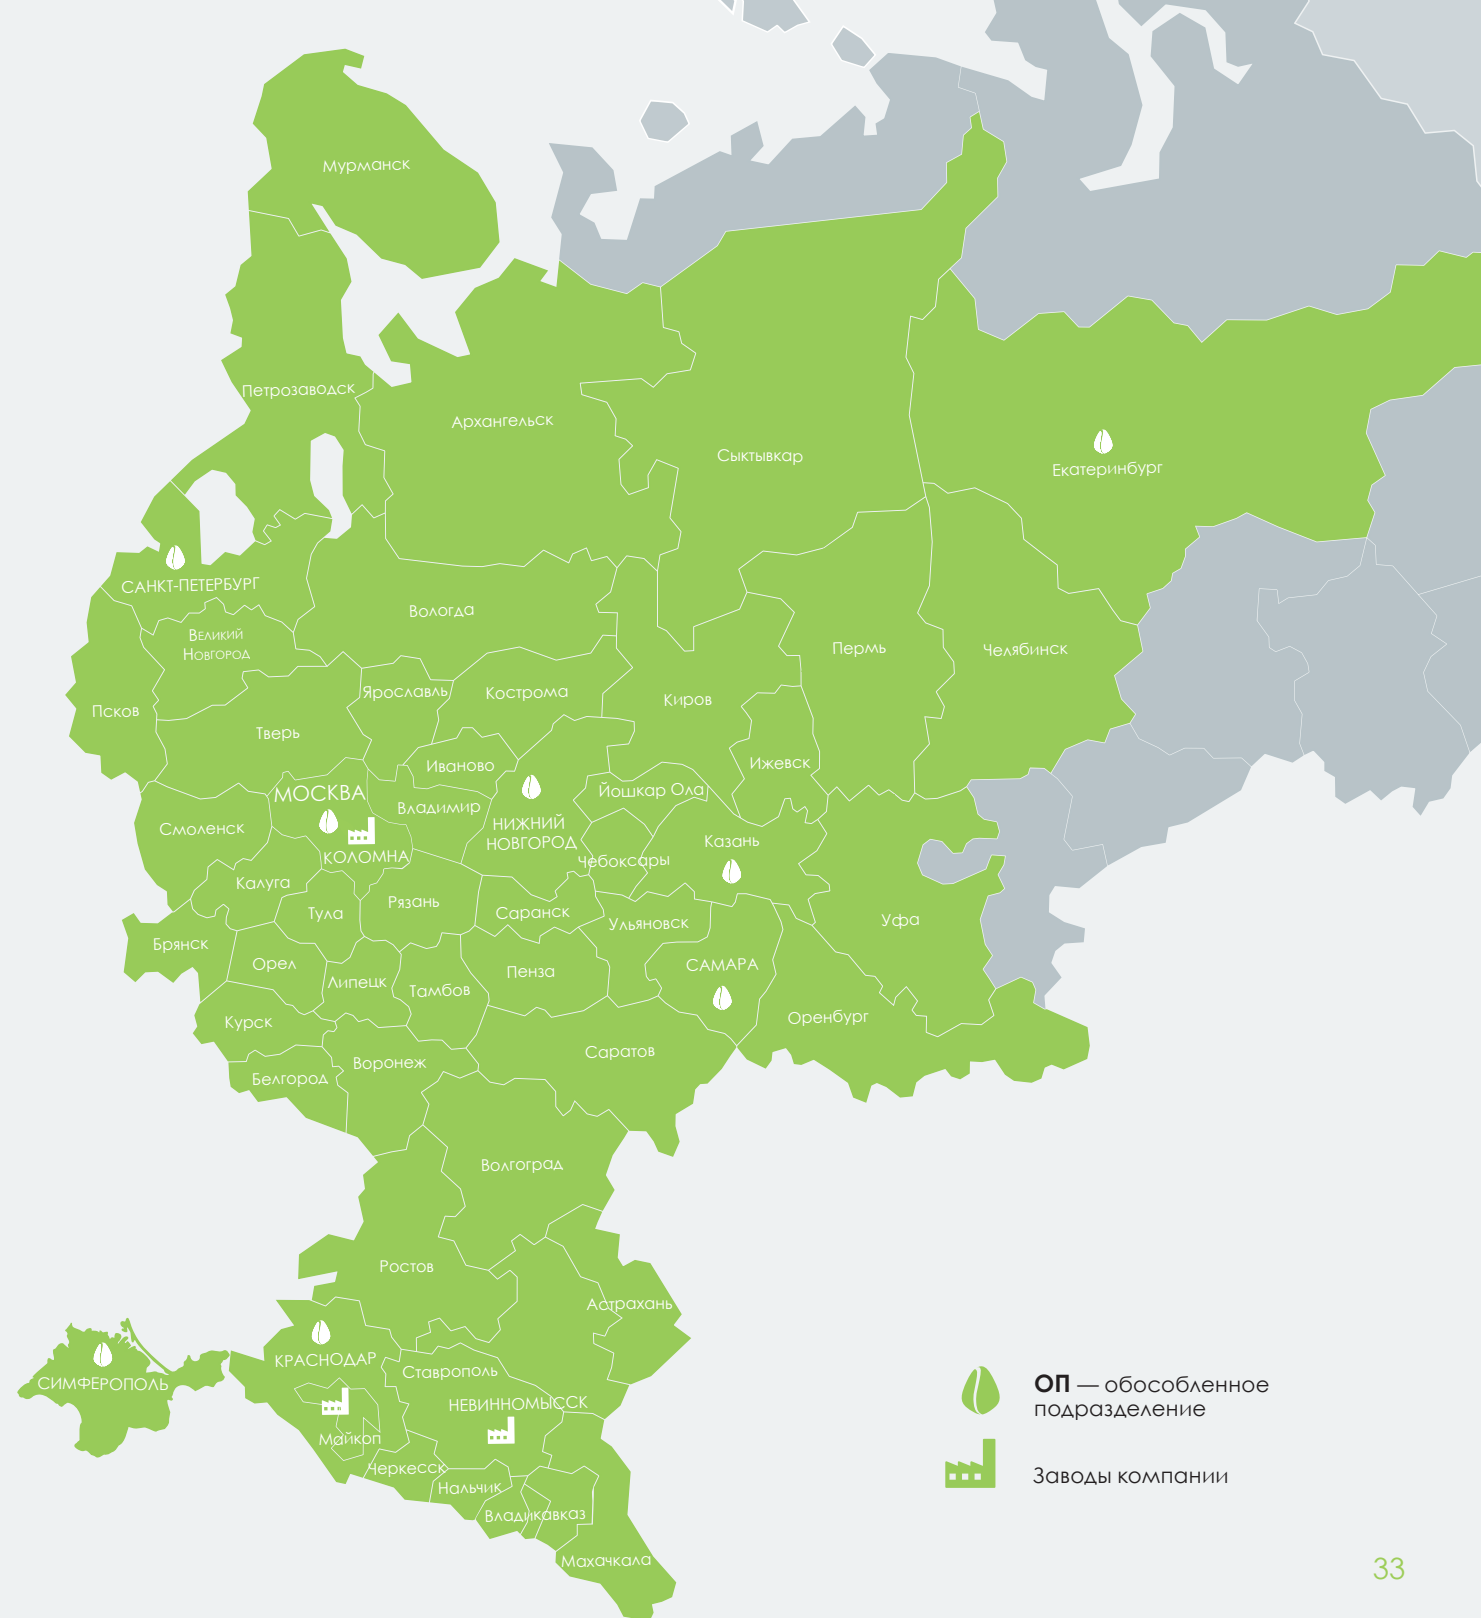 Мурманск
Петрозаводск
Архангельск
Сыктывкар
Екатеринбург
САНКТ-ПЕТЕРБУРГ
Вологда
Великий
Новгород
Пермь
Челябинск
Псков
Ярославль
Кострома
Киров
Тверь
Иваново
Ижевск
МОСКВА
Владимир
Йошкар Ола
Смоленск
НИЖНИЙ
НОВГОРОД
Казань
КОЛОМНА
Чебоксары
Калуга
Тула
Рязань
Саранск
Ульяновск
Уфа
Брянск
Орел
Липецк
Тамбов
Пенза
САМАРА
Курск
Оренбург
Воронеж
Саратов
Белгород
Волгоград
Ростов
Астрахань
КРАСНОДАР
Ставрополь
СИМФЕРОПОЛЬ
НЕВИННОМЫССК
Майкоп
Черкесск
Нальчик
Владикавказ
Махачкала
ОП — обособленное
подразделение
Заводы компании
33